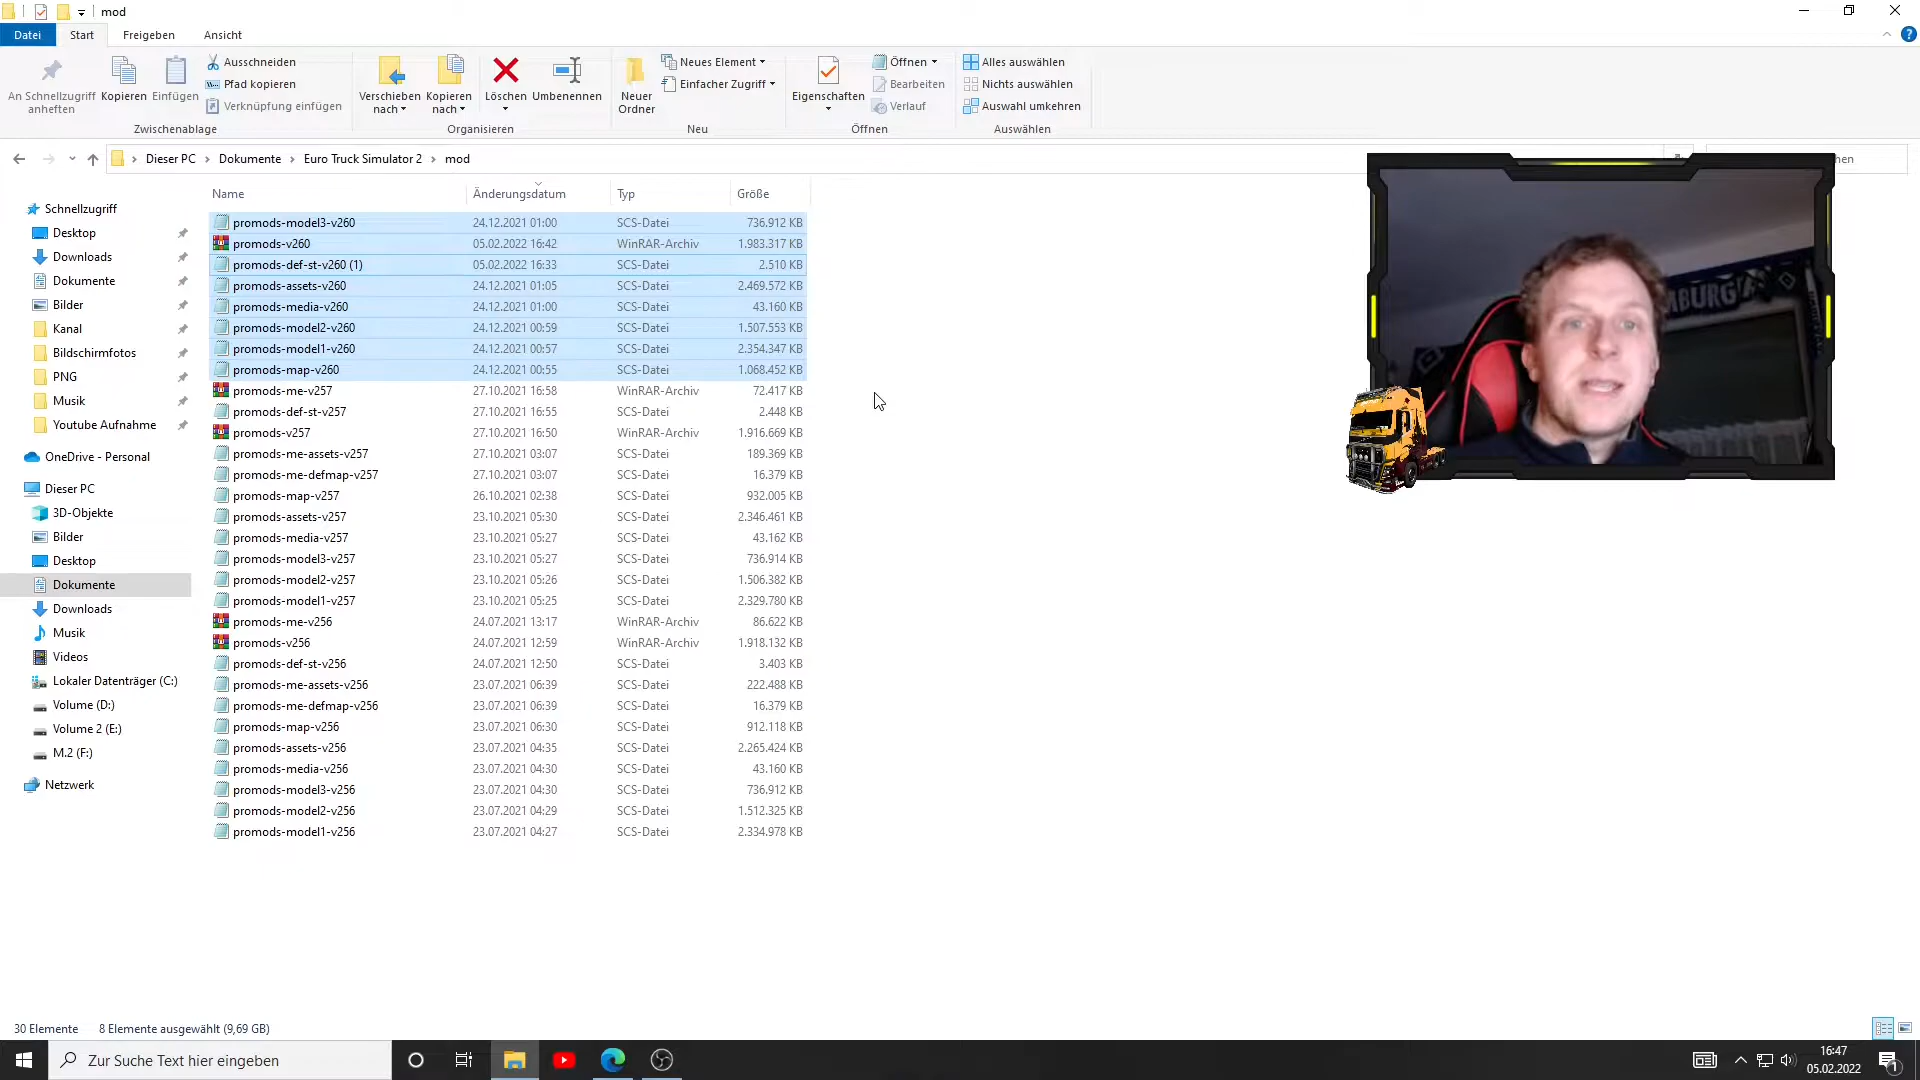 mod
Datei Start Freigeben Ansicht
An Schnellzugriff anheften
Kopieren
Einfügen
Ausschneiden
Pfad kopieren
Verknüpfung einfügen
Zwischenablage
Verschieben nach
Kopieren nach
Löschen
Umbenennen
Organisieren
Neuer Ordner
Neues Element
Einfacher Zugriff
Neu
Eigenschaften
Öffnen
Bearbeiten
Verlauf
Öffnen
Alles auswählen
Nichts auswählen
Auswahl umkehren
Auswählen
Dieser PC Dokumente Euro Truck Simulator 2 mod
Schnellzugriff
Desktop
Downloads
Dokumente
Bilder
Kanal
Bildschirmfotos
PNG
Musik
Youtube Aufnahme
OneDrive - Personal
Dieser PC
3D-Objekte
Bilder
Desktop
Dokumente
Downloads
Musik
Videos
Lokaler Datenträger (C:)
Volume (D:)
Volume 2 (E:)
M.2 (F:)
Netzwerk
Name Änderungsdatum Typ Größe
promods-model3-v260 24.12.2021 01:00 SCS-Datei 736.912 KB
promods-v260 05.02.2022 16:42 WinRAR-Archiv 1.983.317 KB
promods-def-st-v260 (1) 05.02.2022 16:33 SCS-Datei 2.510 KB
promods-assets-v260 24.12.2021 01:05 SCS-Datei 2.469.572 KB
promods-media-v260 24.12.2021 01:00 SCS-Datei 43.160 KB
promods-model2-v260 24.12.2021 00:59 SCS-Datei 1.507.553 KB
promods-model1-v260 24.12.2021 00:57 SCS-Datei 2.354.347 KB
promods-map-v260 24.12.2021 00:55 SCS-Datei 1.068.452 KB
promods-me-v257 27.10.2021 16:58 WinRAR-Archiv 72.417 KB
promods-def-st-v257 27.10.2021 16:55 SCS-Datei 2.448 KB
promods-v257 27.10.2021 16:50 WinRAR-Archiv 1.916.669 KB
promods-me-assets-v257 27.10.2021 03:07 SCS-Datei 189.369 KB
promods-me-defmap-v257 27.10.2021 03:07 SCS-Datei 16.379 KB
promods-map-v257 26.10.2021 02:38 SCS-Datei 932.005 KB
promods-assets-v257 23.10.2021 05:30 SCS-Datei 2.346.461 KB
promods-media-v257 23.10.2021 05:27 SCS-Datei 43.162 KB
promods-model3-v257 23.10.2021 05:27 SCS-Datei 736.914 KB
promods-model2-v257 23.10.2021 05:26 SCS-Datei 1.506.382 KB
promods-model1-v257 23.10.2021 05:25 SCS-Datei 2.329.780 KB
promods-me-v256 24.07.2021 13:17 WinRAR-Archiv 86.622 KB
promods-v256 24.07.2021 12:59 WinRAR-Archiv 1.918.132 KB
promods-def-st-v256 24.07.2021 12:50 SCS-Datei 3.403 KB
promods-me-assets-v256 23.07.2021 06:39 SCS-Datei 222.488 KB
promods-me-defmap-v256 23.07.2021 06:39 SCS-Datei 16.379 KB
promods-map-v256 23.07.2021 06:30 SCS-Datei 912.118 KB
promods-assets-v256 23.07.2021 04:35 SCS-Datei 2.265.424 KB
promods-media-v256 23.07.2021 04:30 SCS-Datei 43.160 KB
promods-model3-v256 23.07.2021 04:30 SCS-Datei 736.912 KB
promods-model2-v256 23.07.2021 04:29 SCS-Datei 1.512.325 KB
promods-model1-v256 23.07.2021 04:27 SCS-Datei 2.334.978 KB
30 Elemente 8 Elemente ausgewählt (9,69 GB)
Zur Suche Text hier eingeben
16:47
05.02.2022
1